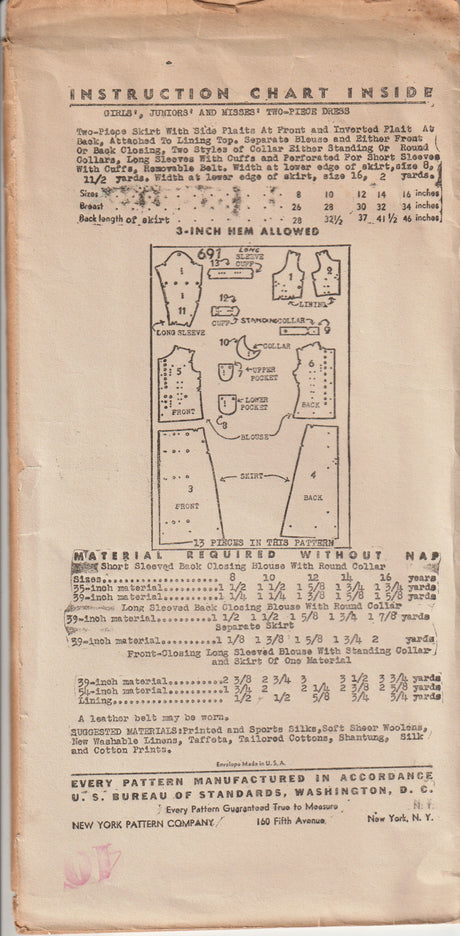 INSTRUCTION CHART INSIDE
GIRLS', JUNIORS' AND MISSES' TWO-PIECE DRESS
Two-Piece Skirt With Side Plaits At Front and Inverted Plait At
Back, Attached To Lining Top. Separate Blouse and Either Front
Or Back Closing, Two Styles of Collar Either Standing Or Round
Collars, Long Sleeves With Cuffs and Perforated For Short Sleeves
With Cuffs, Removable Belt. Width at lower edge of skirt,size 8,
11/2 yards. Width at lower edge of skirt, size 16, 2 yards.
Sizes 8 10 12 14 16 inches
Breast 26 28 30 32 34 inches
Back length of skirt 28 32½ 37 41½ 46 inches
3-INCH HEM ALLOWED
691
LONG SLEEVE CUFF
13
1
2
11
LINING
12
LONG SLEEVE
CUFF
STANDING COLLAR
9
10
COLLAR
5
7
UPPER POCKET
6
FRONT
LOWER POCKET
BACK
8
BLOUSE
3
SKIRT
4
FRONT
BACK
13 PIECES IN THIS PATTERN
MATERIAL REQUIRED WITHOUT NAP
Short Sleeved Back Closing Blouse With Round Collar
Sizes............... 8 10 12 14 16 years
35-inch material..........1 1/2 1 1/2 1 5/8 1 3/4 1 3/4 yards
39-inch material..........1 1/4 1 1/4 1 3/8 1 5/8 1 5/8 yards
Long Sleeved Back Closing Blouse With Round Collar
39-inch material..........1 1/2 1 1/2 1 5/8 1 3/4 1 7/8 yards
Separate Skirt
39-inch material..........1 1/8 1 3/8 1 5/8 1 3/4 2 yards
Front-Closing Long Sleeved Blouse With Standing Collar
and Skirt Of One Material
39-inch material..........2 3/8 2 3/4 3 3 1/2 3 3/4 yards
54-inch material..........1 3/4 2 2 1/4 2 3/8 2 5/8 yards
Lining.................... 1/2 1/2 5/8 3/4 3/4 yards
A leather belt may be worn.
SUGGESTED MATERIALS:Printed and Sports Silks,Soft Sheer Woolens,
New Washable Linens, Taffeta, Tailored Cottons, Shantung, Silk
and Cotton Prints.
Envelope Made in U.S.A.
EVERY PATTERN MANUFACTURED IN ACCORDANCE
U. S. BUREAU OF STANDARDS, WASHINGTON, D. C.
Every Pattern Guaranteed True to Measure N.Y.
NEW YORK PATTERN COMPANY 160 Fifth Avenue, New York, N. Y.